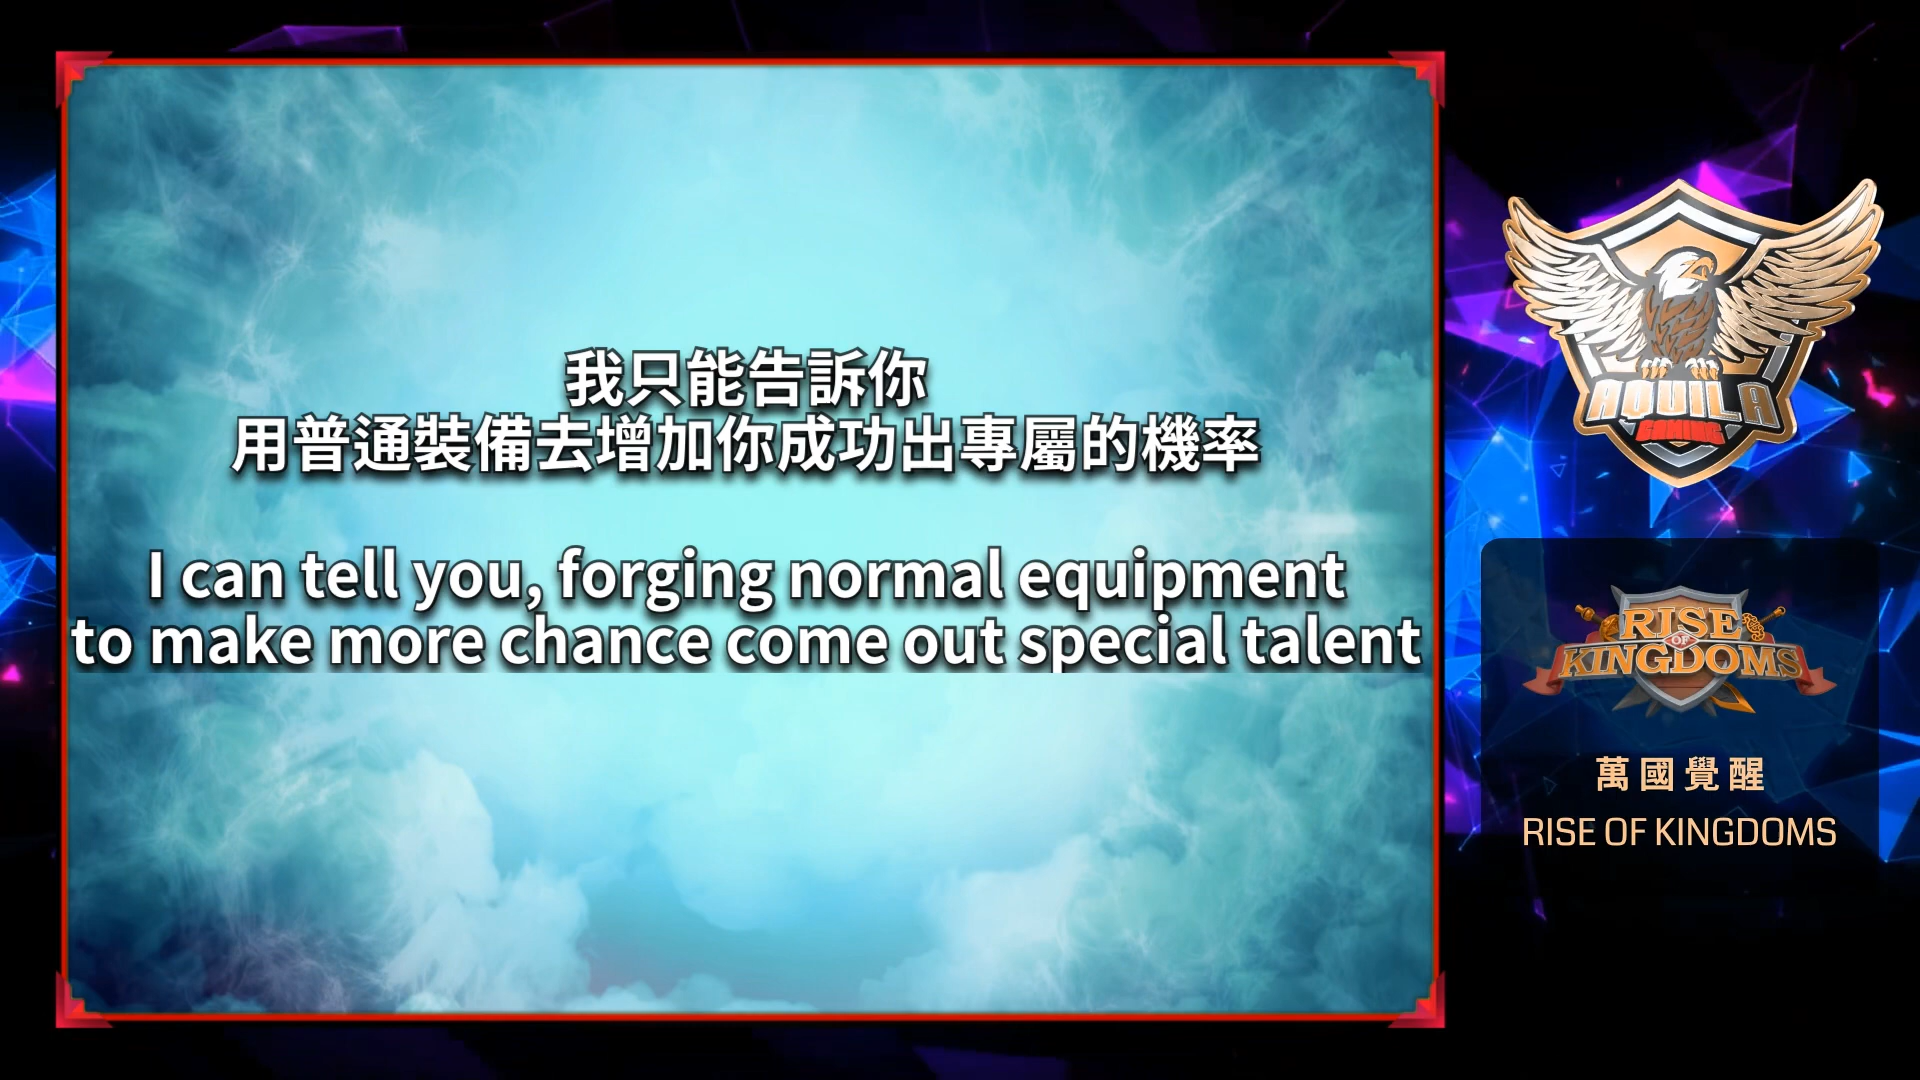 我只能告訴你
用普通裝備去增加你成功出專屬的機率
I can tell you, forging normal equipment
to make more chance come out special talent
AQUILA
GAMING
RISE
OF
KINGDOMS
萬國覺醒
RISE OF KINGDOMS